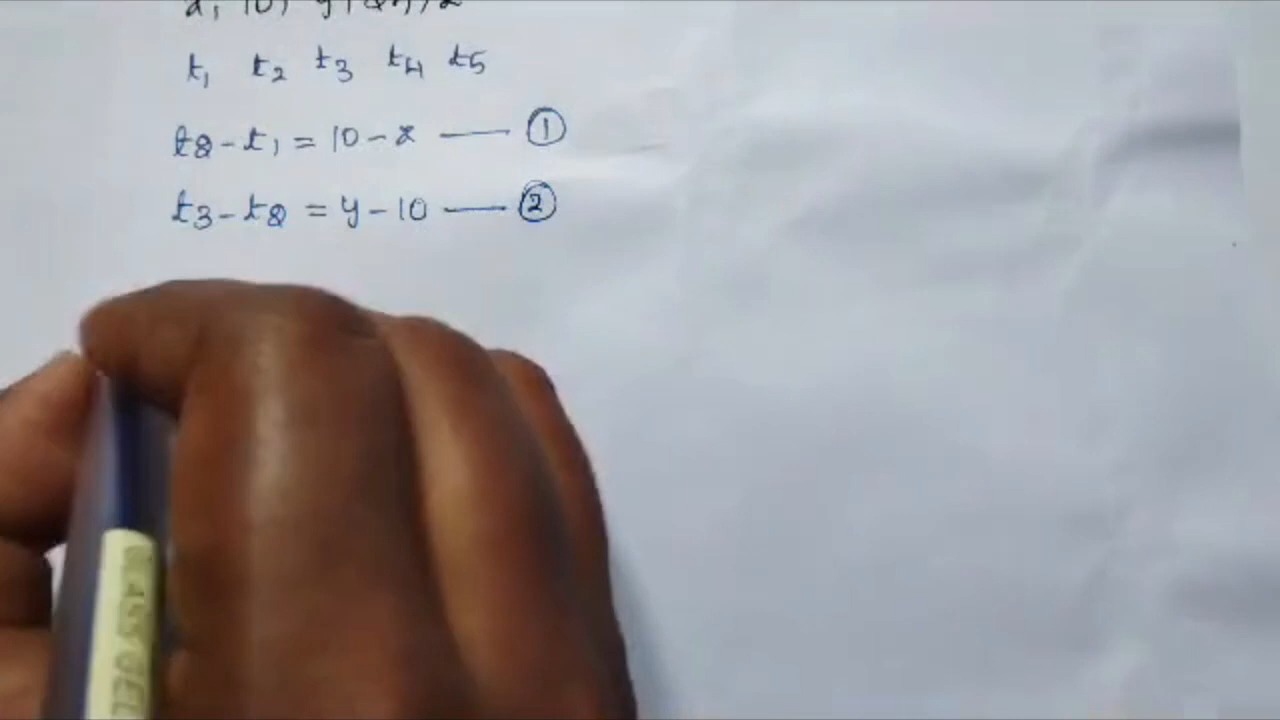 t₁ t₂ t₃ t₄ t₅
t2-t₁ = 10-x —— ①
t3-t2 = y-10 —— ②